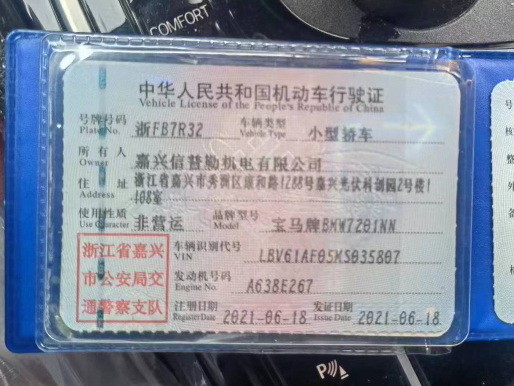 COMFORT
中华人民共和国机动车行驶证
Vehicle License of the People's Republic of China
号牌号码 浙FB7R32 车辆类型 小型轿车
Plate No. Vehicle Type
所有人 嘉兴信普勤机电有限公司
Owner
住址 浙江省嘉兴市秀洲区康和路1288号嘉兴光伏科创园2号楼1
Address 408室
使用性质 非营运 品牌型号 宝马牌BMW7201NN
Use Character Model
浙江省嘉兴
市公安局交
通警察支队
车辆识别代号 LBV61AF05KS035807
VIN
发动机号码 A638E267
Engine No.
注册日期 2021-06-18 发证日期 2021-06-18
Register Date Issue Date
P